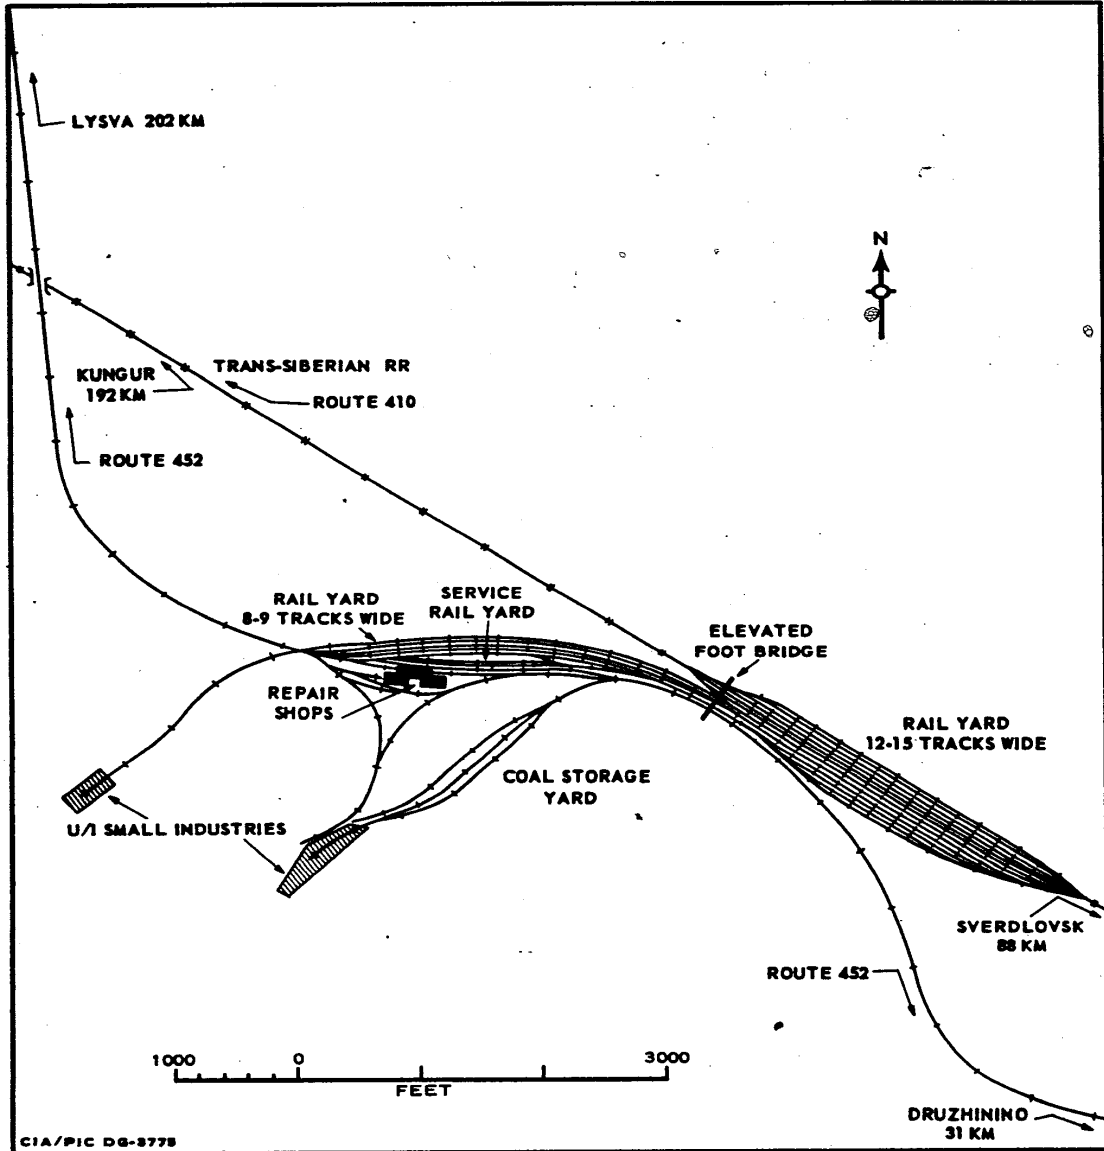 LYSVA 202 KM
N
KUNGUR
192 KM
TRANS-SIBERIAN RR
ROUTE 410
ROUTE 452
RAIL YARD
8-9 TRACKS WIDE
SERVICE
RAIL YARD
ELEVATED
FOOT BRIDGE
REPAIR
SHOPS
RAIL YARD
12-15 TRACKS WIDE
COAL STORAGE
YARD
U/I SMALL INDUSTRIES
SVERDLOVSK
88 KM
ROUTE 452
1000 0 3000
FEET
DRUZHININO
31 KM
CIA/PIC DG-3775